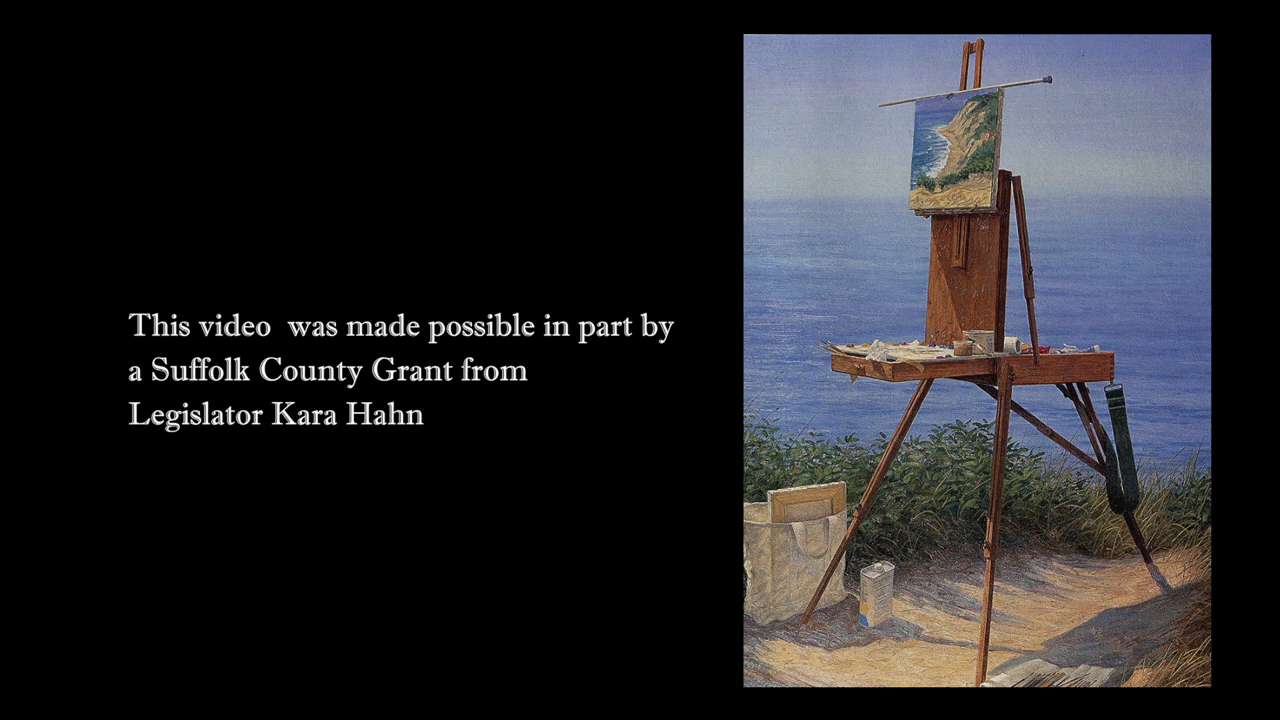 This video  was made possible in part by
a Suffolk County Grant from
Legislator Kara Hahn